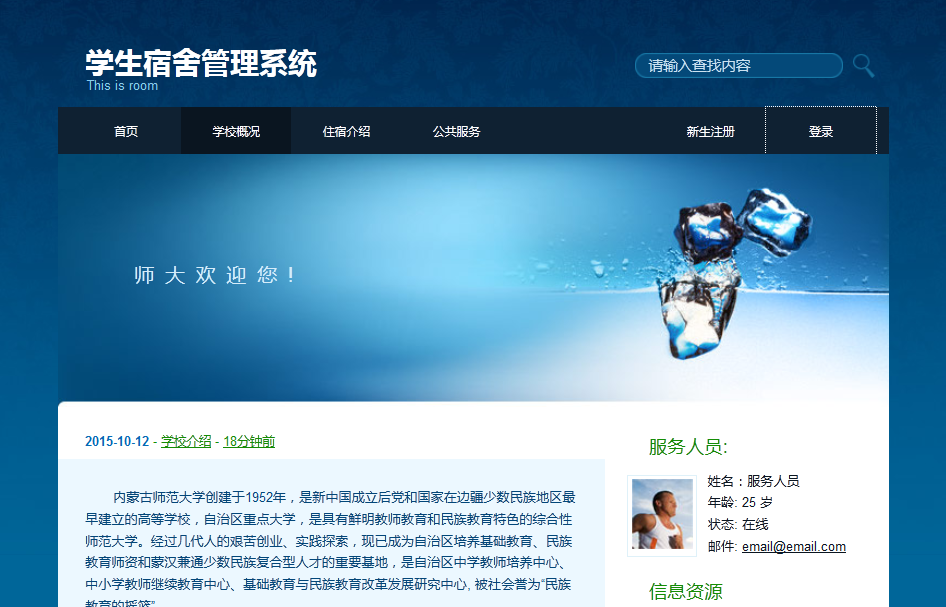 学生宿舍管理系统
This is room
请输入查找内容
首页 学校概况 住宿介绍 公共服务 新生注册 登录
师大欢迎您!
2015-10-12 - 学校介绍 - 18分钟前
内蒙古师范大学创建于1952年，是新中国成立后党和国家在边疆少数民族地区最
早建立的高等学校，自治区重点大学，是具有鲜明教师教育和民族教育特色的综合性
师范大学。经过几代人的艰苦创业、实践探索，现已成为自治区培养基础教育、民族
教育师资和蒙汉兼通少数民族复合型人才的重要基地，是自治区中学教师培养中心、
中小学教师继续教育中心、基础教育与民族教育改革发展研究中心, 被社会誉为“民族
教育的摇篮”
服务人员:
姓名：服务人员
年龄: 25 岁
状态: 在线
邮件: email@email.com
信息资源